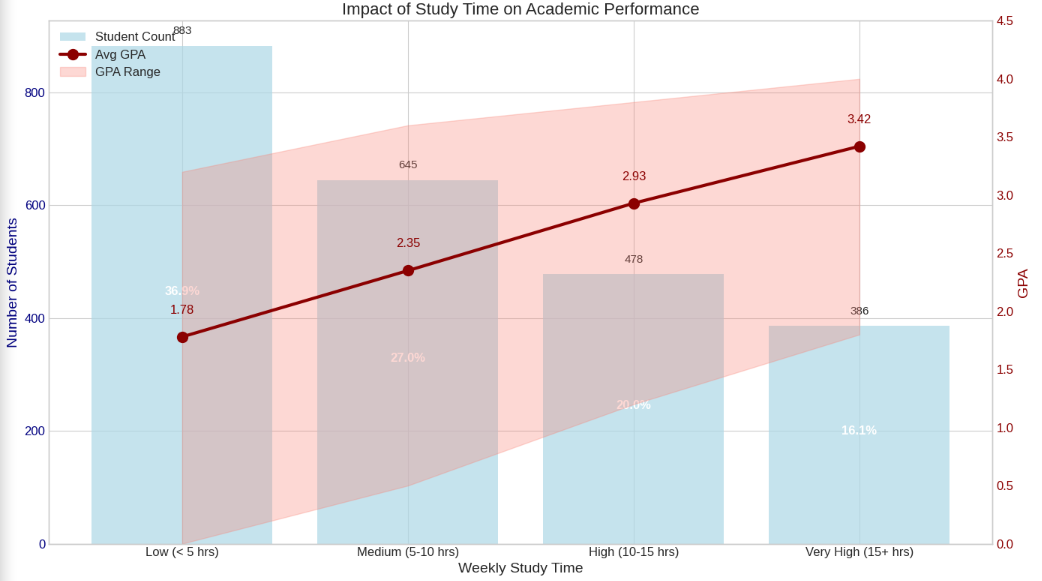 Impact of Study Time on Academic Performance
Student Count
Avg GPA
GPA Range
883
645
478
386
36.9%
27.0%
20.0%
16.1%
1.78
2.35
2.93
3.42
Number of Students
800
600
400
200
0
GPA
4.5
4.0
3.5
3.0
2.5
2.0
1.5
1.0
0.5
0.0
Low (< 5 hrs)
Medium (5-10 hrs)
High (10-15 hrs)
Very High (15+ hrs)
Weekly Study Time